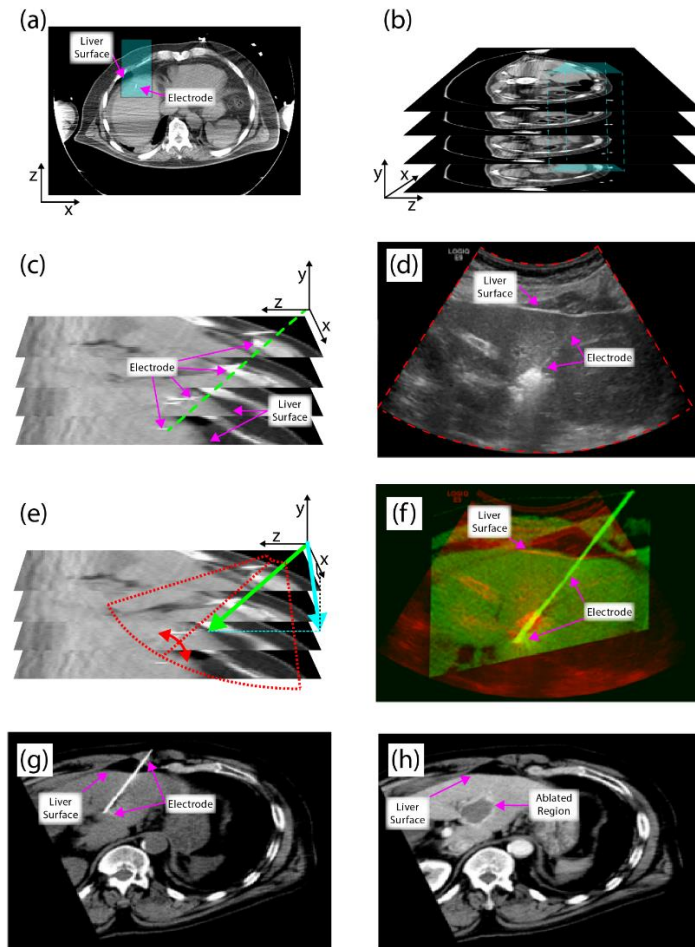 (a)
Liver
Surface
Electrode
z
x
(b)
y
x
z
(c)
y
z
x
Electrode
Liver
Surface
(d)
LOGIQ
E9
Liver
Surface
Electrode
(e)
y
z
x
(f)
LOGIQ
Liver
Surface
Electrode
(g)
Liver
Surface
Electrode
(h)
Liver
Surface
Ablated
Region